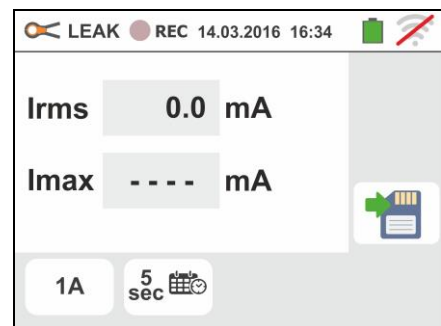 LEAK REC 14.03.2016 16:34
Irms 0.0 mA
Imax - - - - mA
1A 5 sec